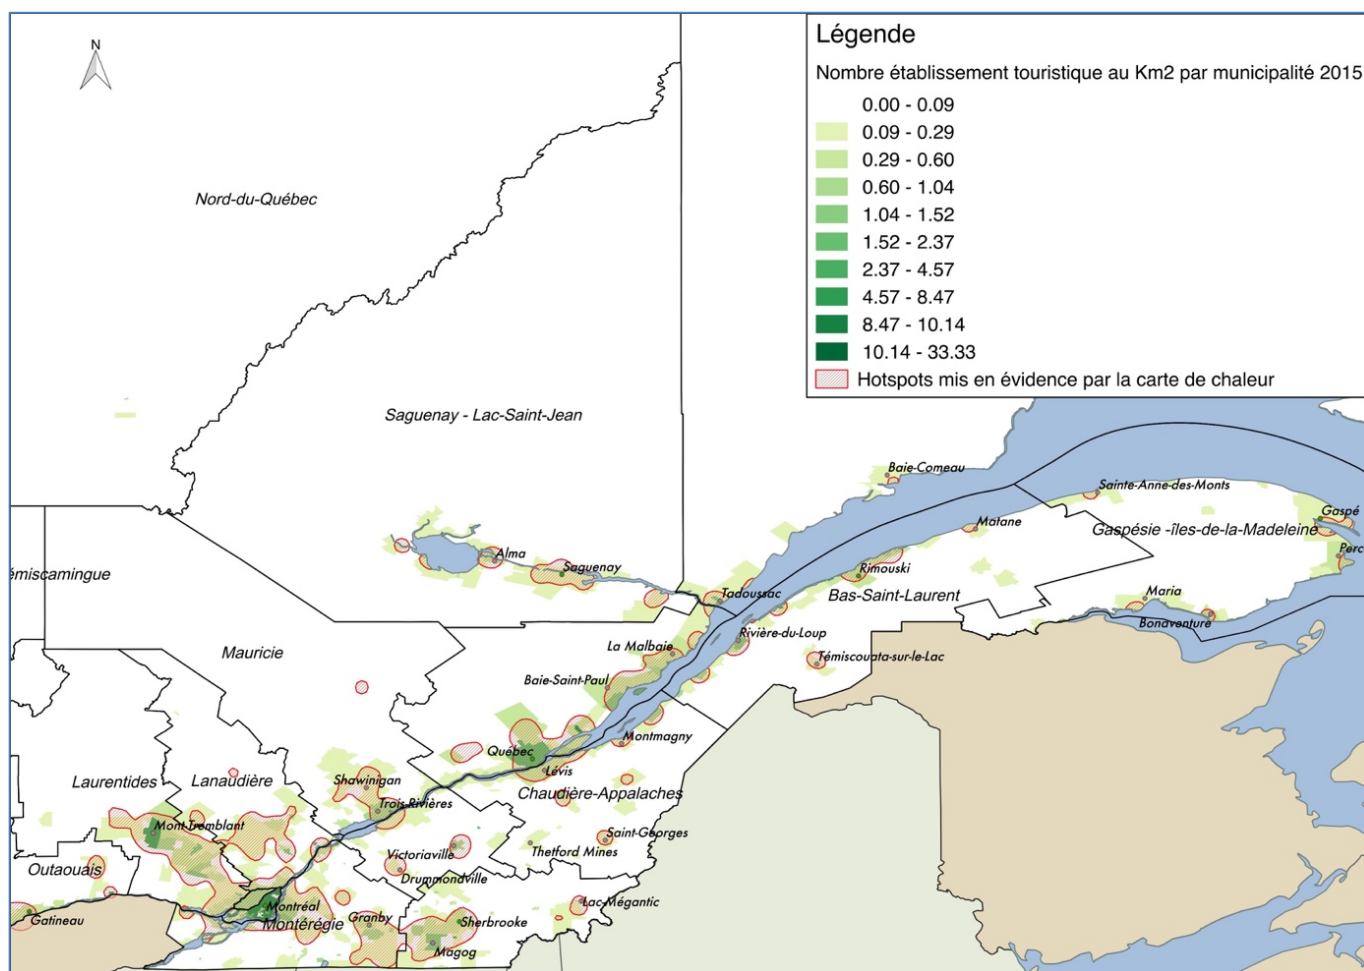 Légende
Nombre établissement touristique au Km2 par municipalité 2015
0.00 - 0.09
0.09 - 0.29
0.29 - 0.60
0.60 - 1.04
1.04 - 1.52
1.52 - 2.37
2.37 - 4.57
4.57 - 8.47
8.47 - 10.14
10.14 - 33.33
Hotspots mis en évidence par la carte de chaleur
N
Nord-du-Québec
Saguenay - Lac-Saint-Jean
Baie-Comeau
Sainte-Anne-des-Monts
Gaspé
Matane
Gaspésie -îles-de-la-Madeleine
Perc
Alma
Saguenay
Rimouski
émiscamingue
Tadoussac
Bas-Saint-Laurent
Maria
Bonaventure
Rivière-du-Loup
Mauricie
La Malbaie
Témiscouata-sur-le-Lac
Baie-Saint-Paul
Montmagny
Québec
Lévis
Laurentides
Lanaudière
Shawinigan
Chaudière-Appalaches
Trois-Rivières
Mont-Tremblant
Saint-Georges
Thetford Mines
Victoriaville
Outaouais
Drummondville
Montréal
Lac-Mégantic
Gatineau
Montérégie
Granby
Sherbrooke
Magog